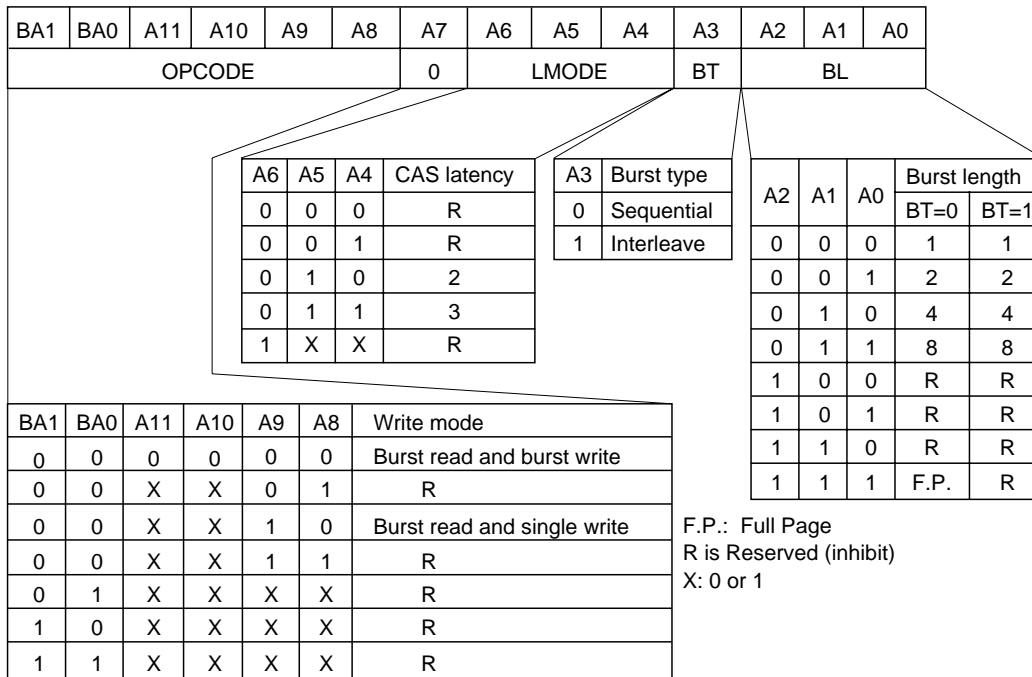 BA1 BA0 A11 A10 A9 A8 A7 A6 A5 A4 A3 A2 A1 A0
OPCODE 0 LMODE BT BL
A6 A5 A4 CAS latency
0 0 0 R
0 0 1 R
0 1 0 2
0 1 1 3
1 X X R
A3 Burst type
0 Sequential
1 Interleave
A2 A1 A0 Burst length
BT=0 BT=1
0 0 0 1 1
0 0 1 2 2
0 1 0 4 4
0 1 1 8 8
1 0 0 R R
1 0 1 R R
1 1 0 R R
1 1 1 F.P. R
BA1 BA0 A11 A10 A9 A8 Write mode
0 0 0 0 0 0 Burst read and burst write
0 0 X X 0 1 R
0 0 X X 1 0 Burst read and single write
0 0 X X 1 1 R
0 1 X X X X R
1 0 X X X X R
1 1 X X X X R
F.P.: Full Page
R is Reserved (inhibit)
X: 0 or 1